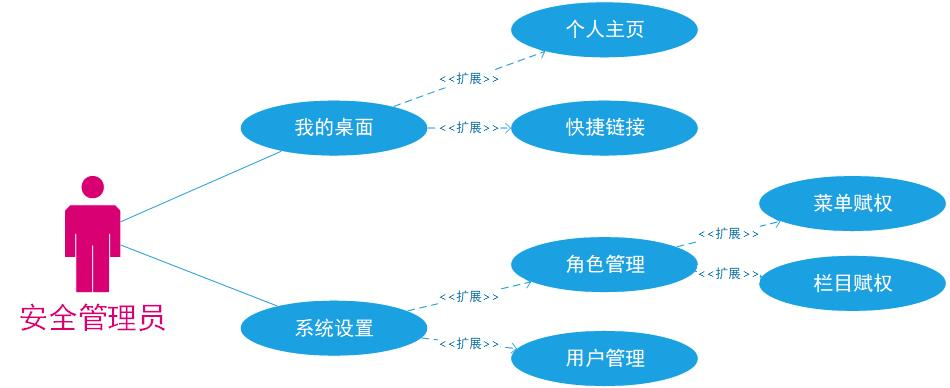 个人主页
<<扩展>>
我的桌面
<<扩展>>
快捷链接
菜单赋权
<<扩展>>
角色管理
<<扩展>>
栏目赋权
<<扩展>>
安全管理员
系统设置
<<扩展>>
用户管理